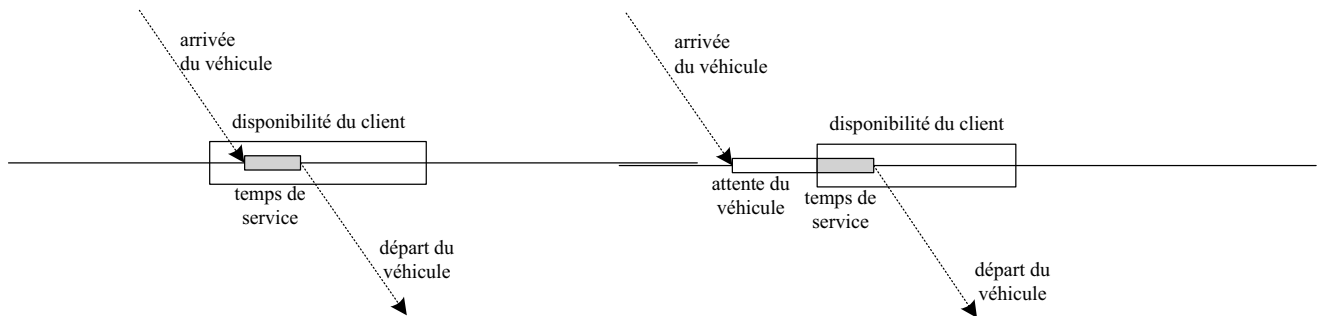 arrivée
du véhicule
disponibilité du client
temps de
service
départ du
véhicule
arrivée
du véhicule
disponibilité du client
attente du
véhicule
temps de
service
départ du
véhicule